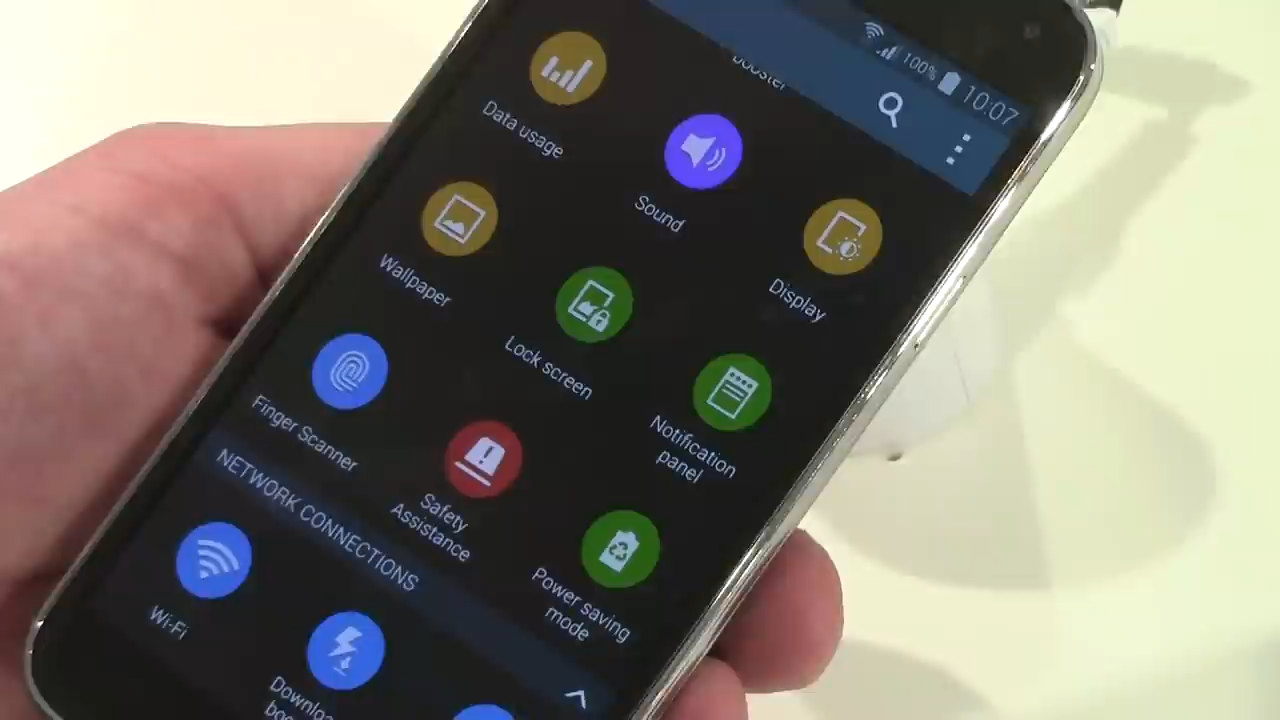 100% 10:07
booster
Data usage
Sound
Display
Wallpaper
Lock screen
Notification
panel
Finger Scanner
Safety
Assistance
Power saving
mode
NETWORK CONNECTIONS
Wi-Fi